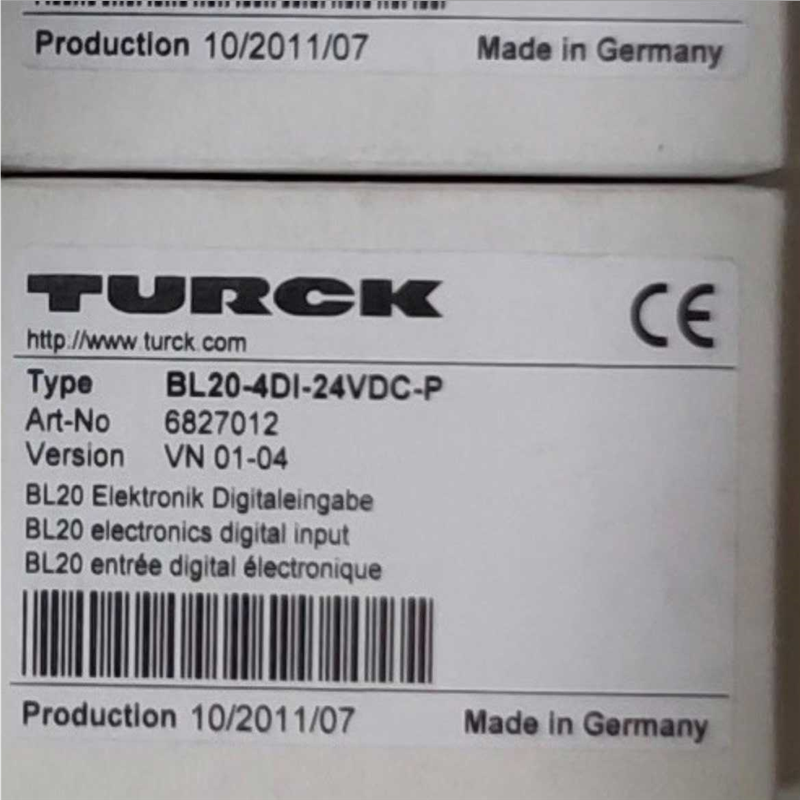 Production 10/2011/07 Made in Germany
TURCK
http://www.turck.com
CE
Type BL20-4DI-24VDC-P
Art-No 6827012
Version VN 01-04
BL20 Elektronik Digitaleingabe
BL20 electronics digital input
BL20 entrée digital électronique
Production 10/2011/07 Made in Germany